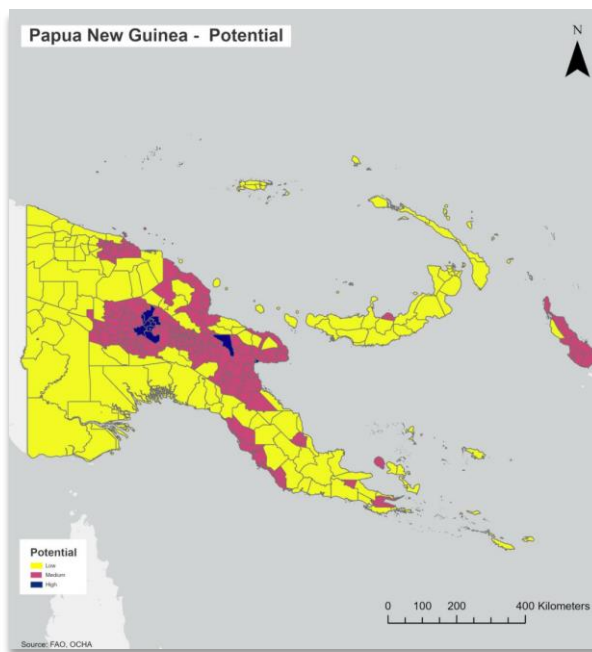 Papua New Guinea - Potential
N
Potential
Low
Medium
High
0 100 200 400 Kilometers
Source: FAO, OCHA